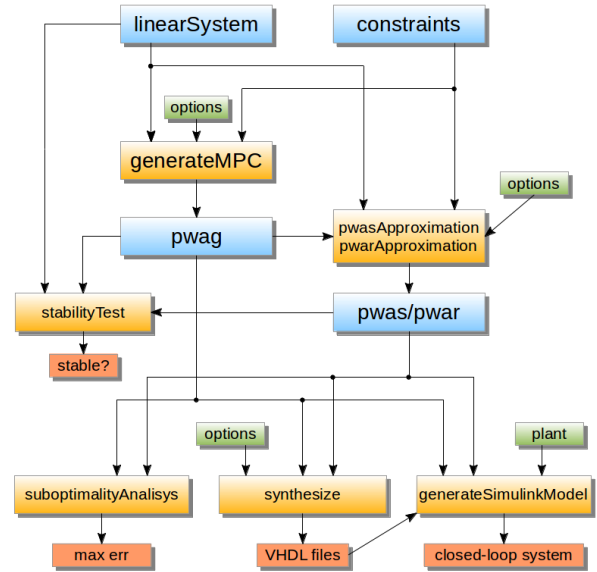 linearSystem
constraints
options
generateMPC
options
pwag
pwasApproximation
pwarApproximation
stabilityTest
pwas/pwar
stable?
options
plant
suboptimalityAnalisys
synthesize
generateSimulinkModel
max err
VHDL files
closed-loop system